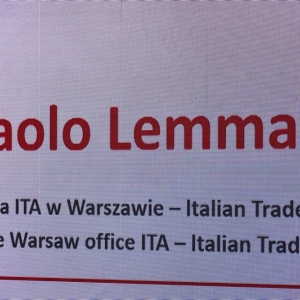 aolo Lemma
a ITA w Warszawie – Italian Trade
e Warsaw office ITA – Italian Trad